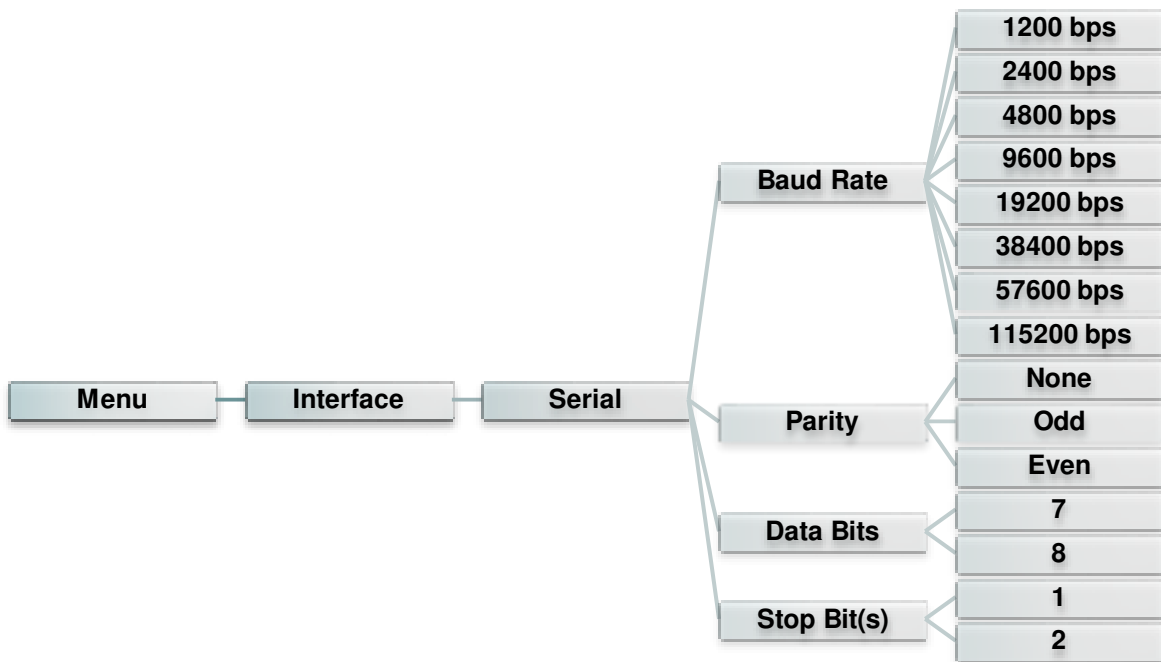 Menu
Interface
Serial
Baud Rate
1200 bps
2400 bps
4800 bps
9600 bps
19200 bps
38400 bps
57600 bps
115200 bps
Parity
None
Odd
Even
Data Bits
7
8
Stop Bit(s)
1
2